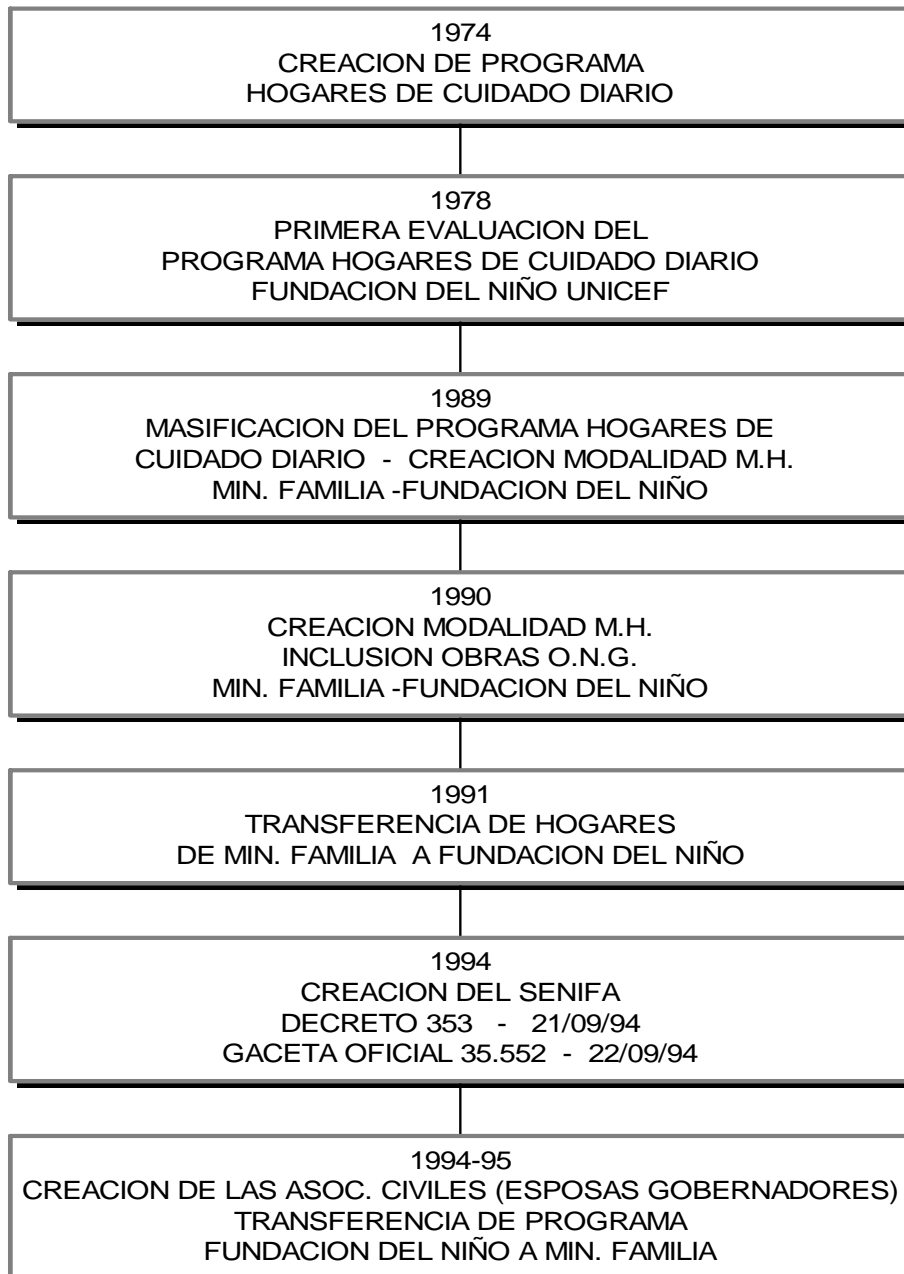 1974
CREACION DE PROGRAMA
HOGARES DE CUIDADO DIARIO
1978
PRIMERA EVALUACION DEL
PROGRAMA HOGARES DE CUIDADO DIARIO
FUNDACION DEL NIÑO UNICEF
1989
MASIFICACION DEL PROGRAMA HOGARES DE
CUIDADO DIARIO - CREACION MODALIDAD M.H.
MIN. FAMILIA -FUNDACION DEL NIÑO
1990
CREACION MODALIDAD M.H.
INCLUSION OBRAS O.N.G.
MIN. FAMILIA -FUNDACION DEL NIÑO
1991
TRANSFERENCIA DE HOGARES
DE MIN. FAMILIA A FUNDACION DEL NIÑO
1994
CREACION DEL SENIFA
DECRETO 353 - 21/09/94
GACETA OFICIAL 35.552 - 22/09/94
1994-95
CREACION DE LAS ASOC. CIVILES (ESPOSAS GOBERNADORES)
TRANSFERENCIA DE PROGRAMA
FUNDACION DEL NIÑO A MIN. FAMILIA